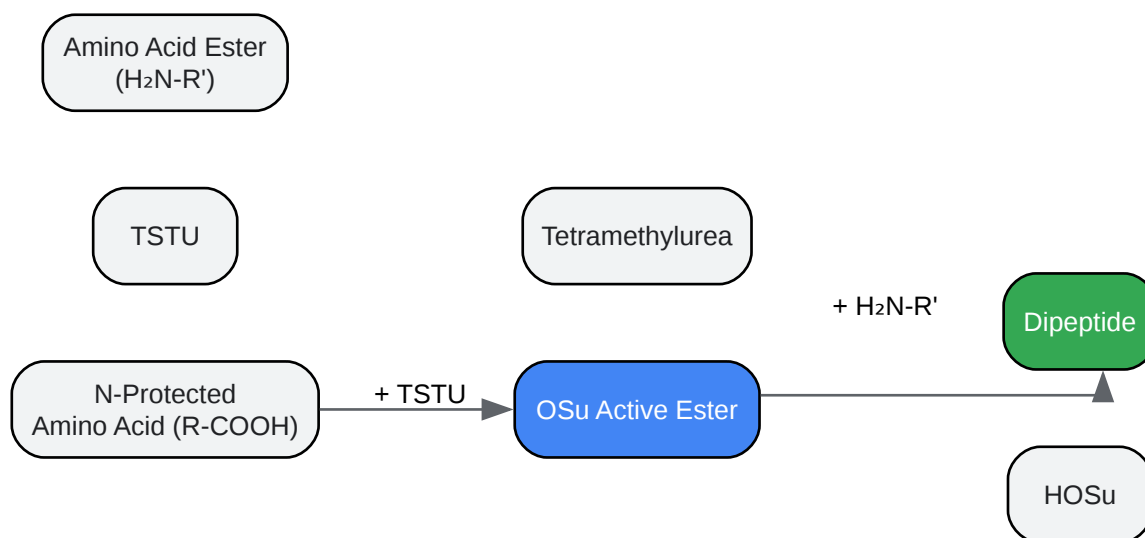 Amino Acid Ester
(H₂N-R')
TSTU
Tetramethylurea
+ H₂N-R'
Dipeptide
N-Protected
Amino Acid (R-COOH)
+ TSTU
OSu Active Ester
HOSu